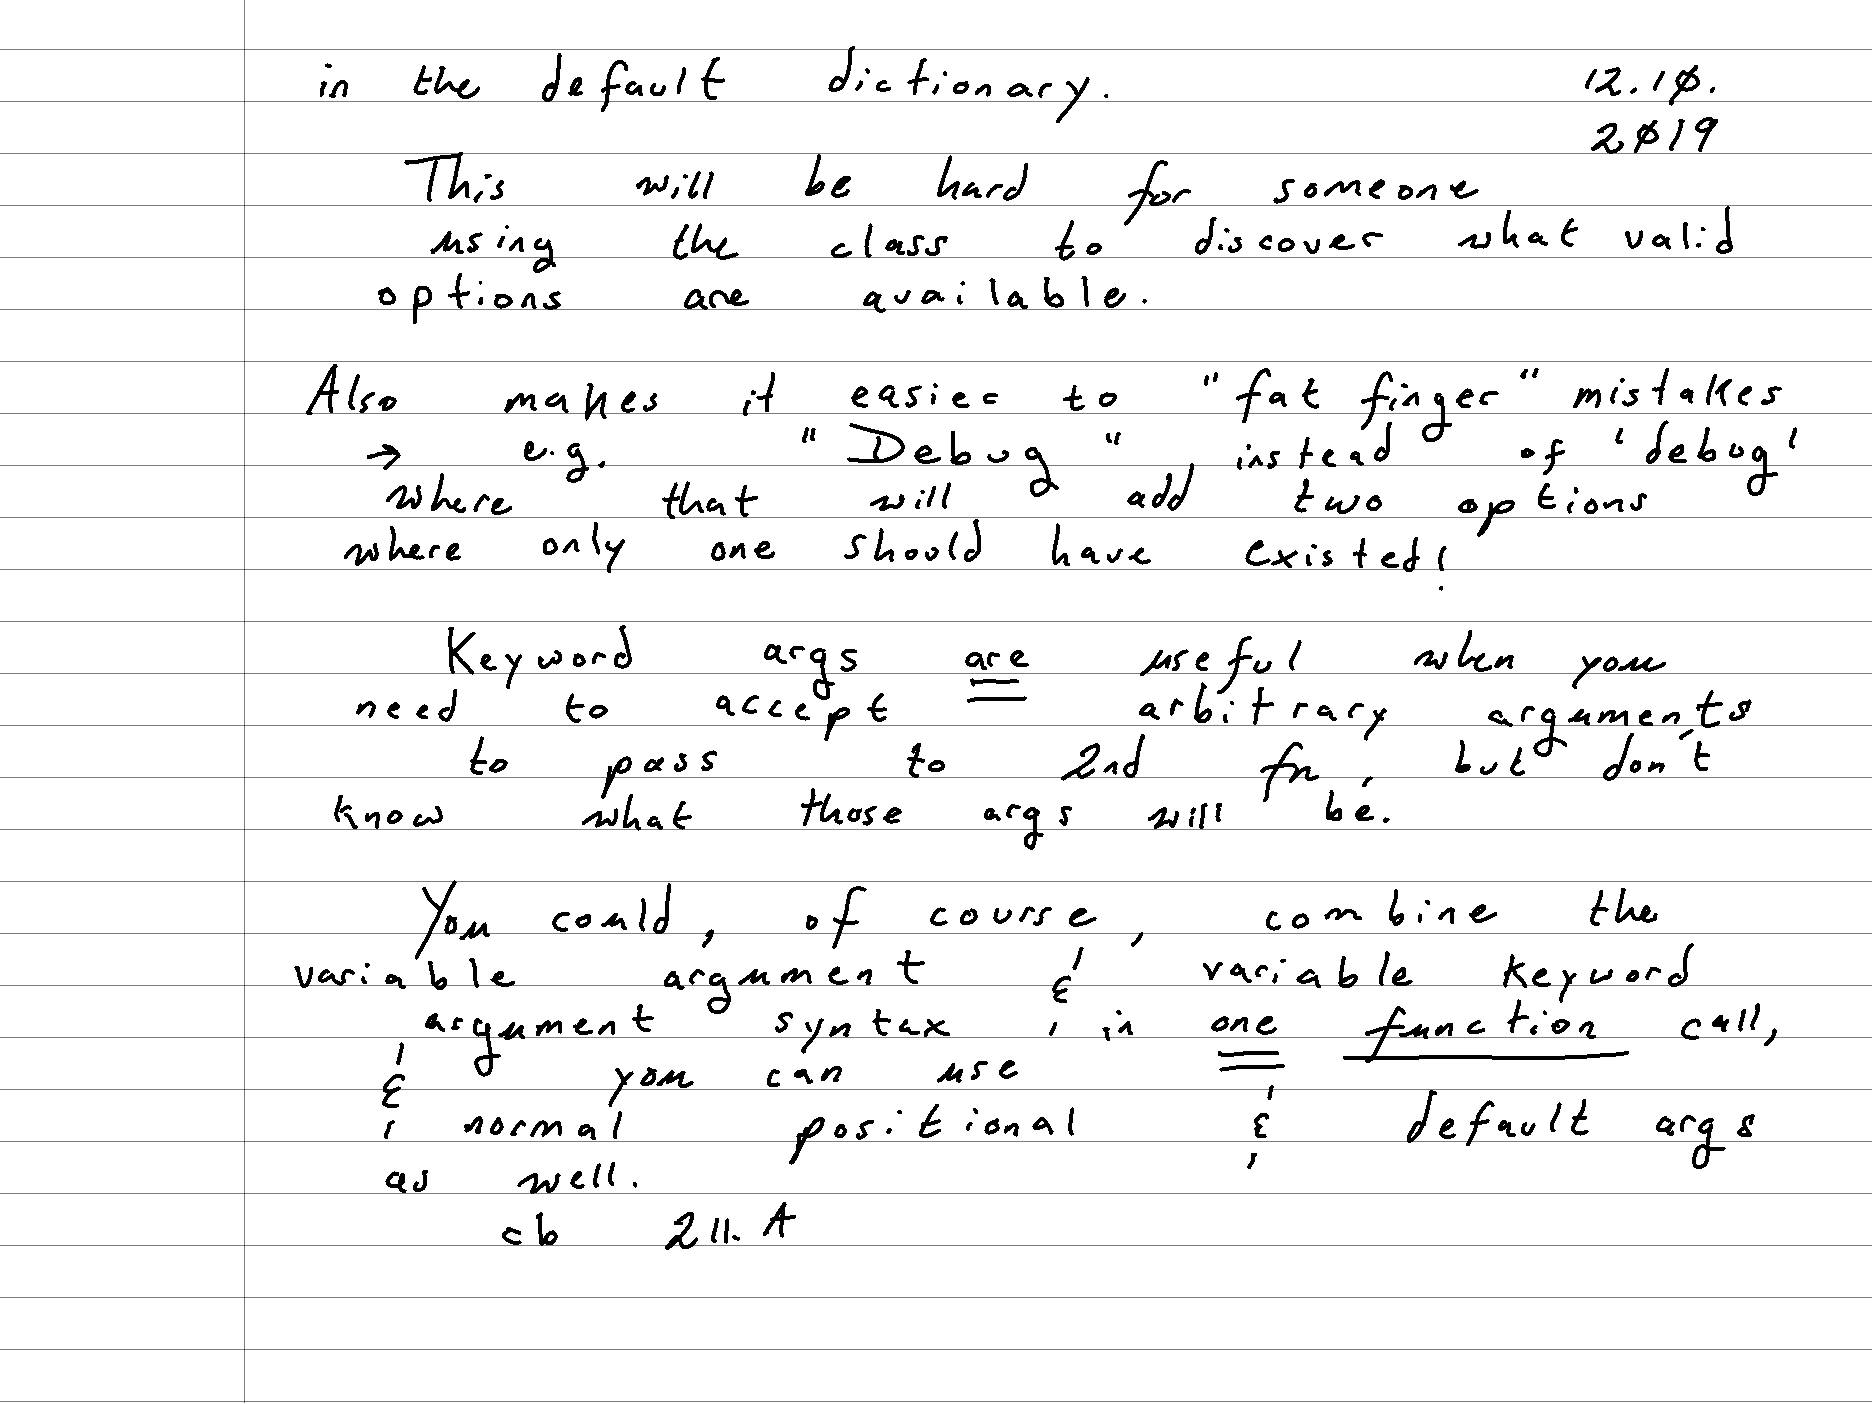 in the default dictionary. 12.10.
2019
This will be hard for someone
using the class to discover what valid
options are available.
Also makes it easier to "fat finger" mistakes
→ e.g. "Debug" instead of 'debug'
where that will add two options
where only one should have existed!
Keyword args are useful when you
need to accept arbitrary arguments
to pass to 2nd fn, but don't
know what those args will be.
You could, of course, combine the
variable argument & variable keyword
argument syntax in one function call,
& you can use
normal positional & default args
as well.
cb 211. A